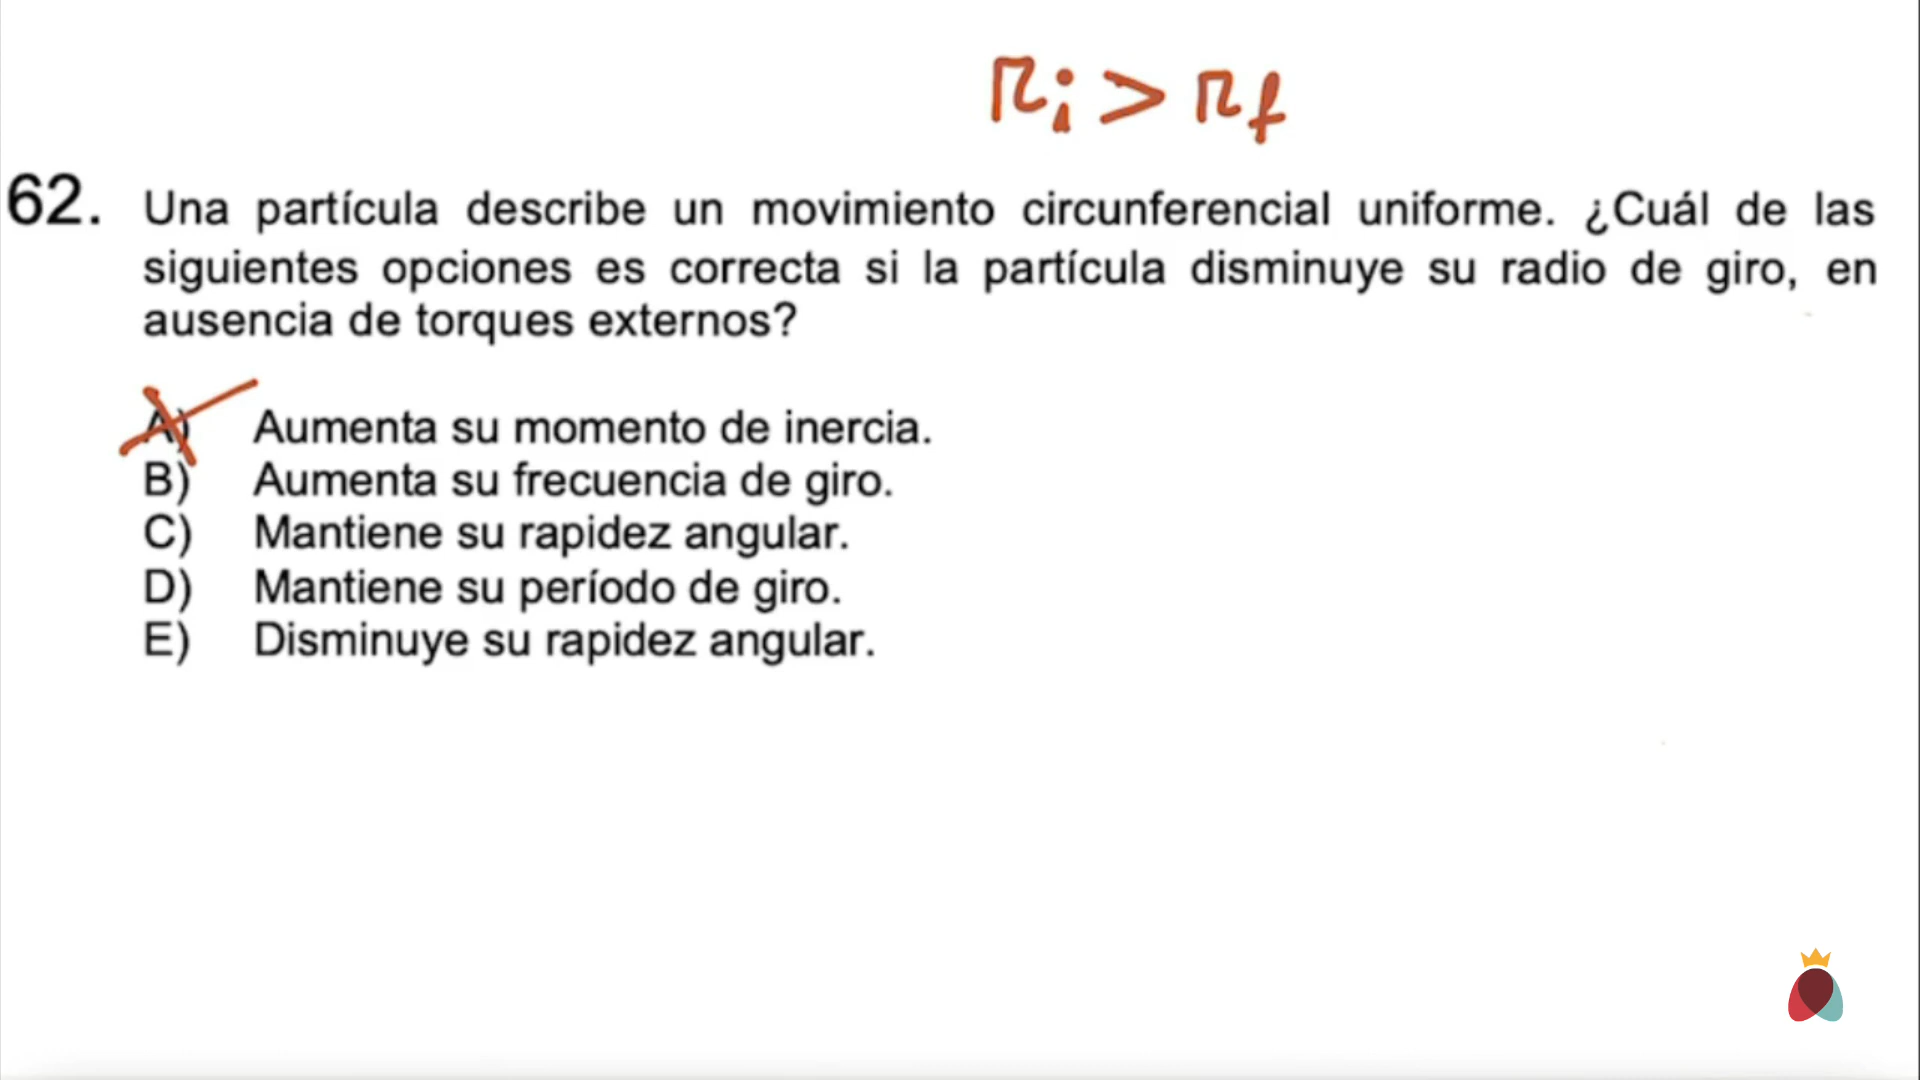 ri > rf
62. Una partícula describe un movimiento circunferencial uniforme. ¿Cuál de las
siguientes opciones es correcta si la partícula disminuye su radio de giro, en
ausencia de torques externos?
A) Aumenta su momento de inercia.
B) Aumenta su frecuencia de giro.
C) Mantiene su rapidez angular.
D) Mantiene su período de giro.
E) Disminuye su rapidez angular.